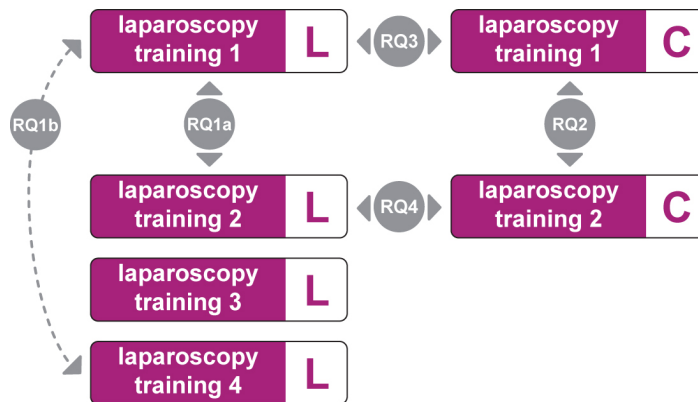 laparoscopy
training 1
L
RQ3
laparoscopy
training 1
C
RQ1b
RQ1a
RQ2
laparoscopy
training 2
L
RQ4
laparoscopy
training 2
C
laparoscopy
training 3
L
laparoscopy
training 4
L